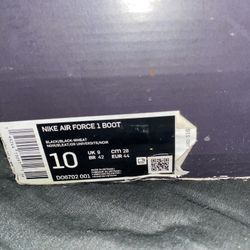 NIKE AIR FORCE 1 BOOT
BLACK/BLACK-WHEAT
10
UK 9
CM 28
BR 42
EUR 44
DO6702 001